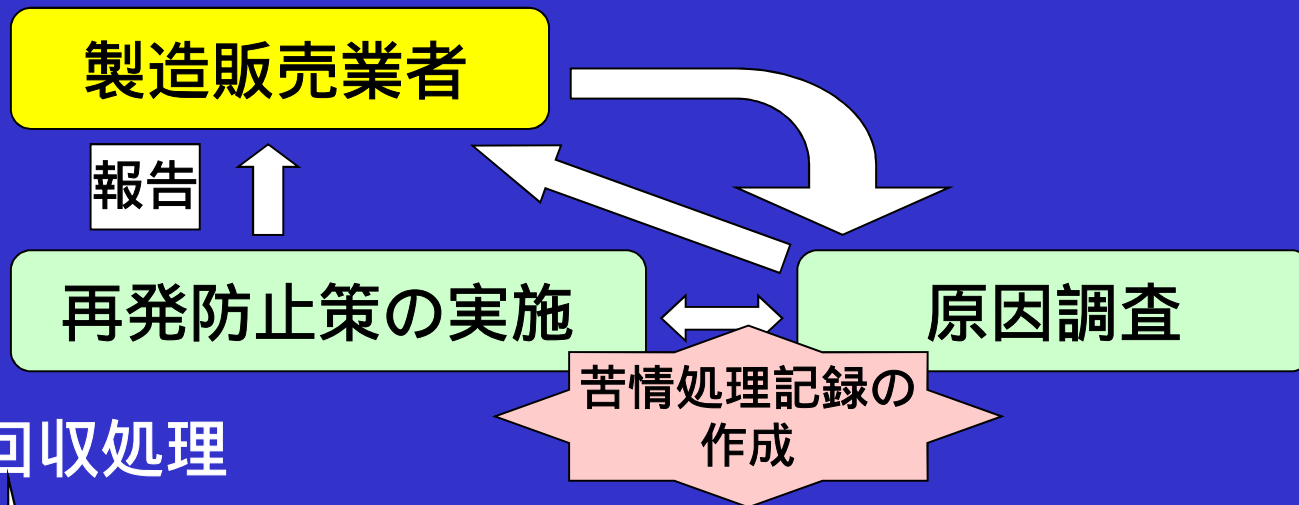 製造販売業者
報告
再発防止策の実施
原因調査
苦情処理記録の
作成
回収処理